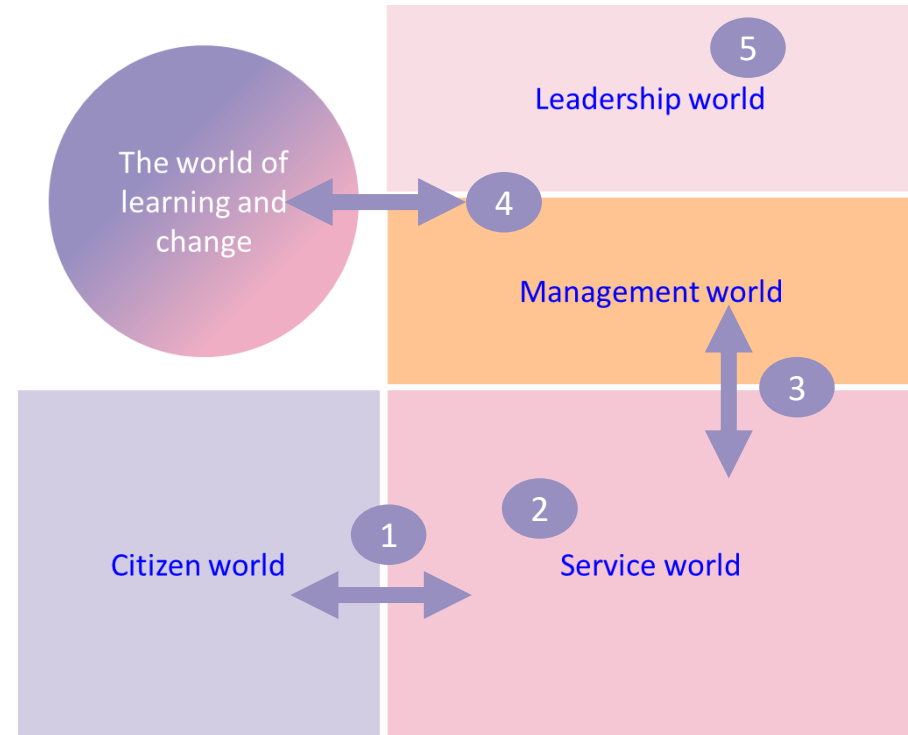 5
Leadership world
The world of
learning and
change
4
Management world
3
2
1
Citizen world
Service world